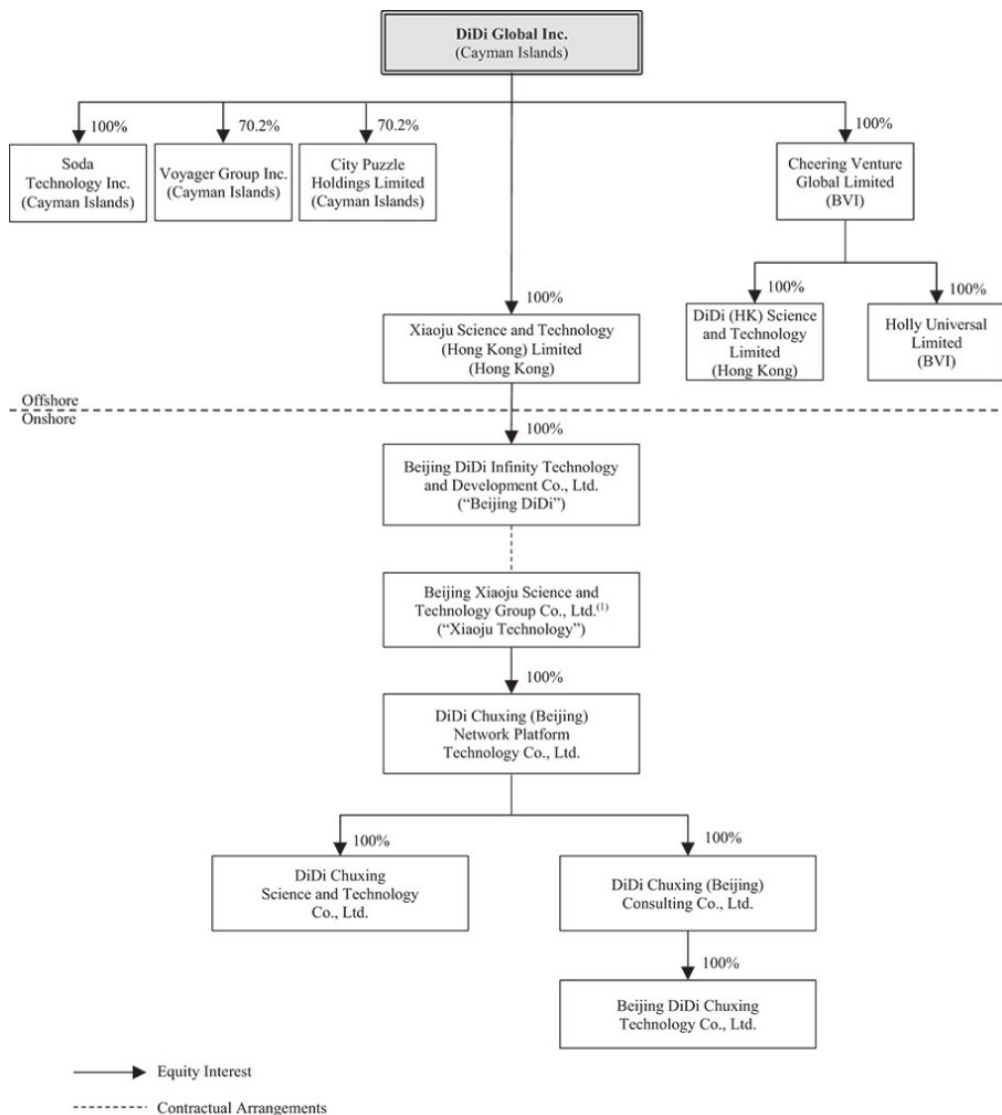 DiDi Global Inc.
(Cayman Islands)
100%
70.2%
70.2%
100%
Soda
Technology Inc.
(Cayman Islands)
Voyager Group Inc.
(Cayman Islands)
City Puzzle
Holdings Limited
(Cayman Islands)
Cheering Venture
Global Limited
(BVI)
100%
100%
100%
Xiaoju Science and Technology
(Hong Kong) Limited
(Hong Kong)
DiDi (HK) Science
and Technology
Limited
(Hong Kong)
Holly Universal
Limited
(BVI)
Offshore
Onshore
100%
Beijing DiDi Infinity Technology
and Development Co., Ltd.
(“Beijing DiDi”)
Beijing Xiaoju Science and
Technology Group Co., Ltd.(1)
(“Xiaoju Technology”)
100%
DiDi Chuxing (Beijing)
Network Platform
Technology Co., Ltd.
100%
100%
DiDi Chuxing
Science and Technology
Co., Ltd.
DiDi Chuxing (Beijing)
Consulting Co., Ltd.
100%
Beijing DiDi Chuxing
Technology Co., Ltd.
Equity Interest
Contractual Arrangements